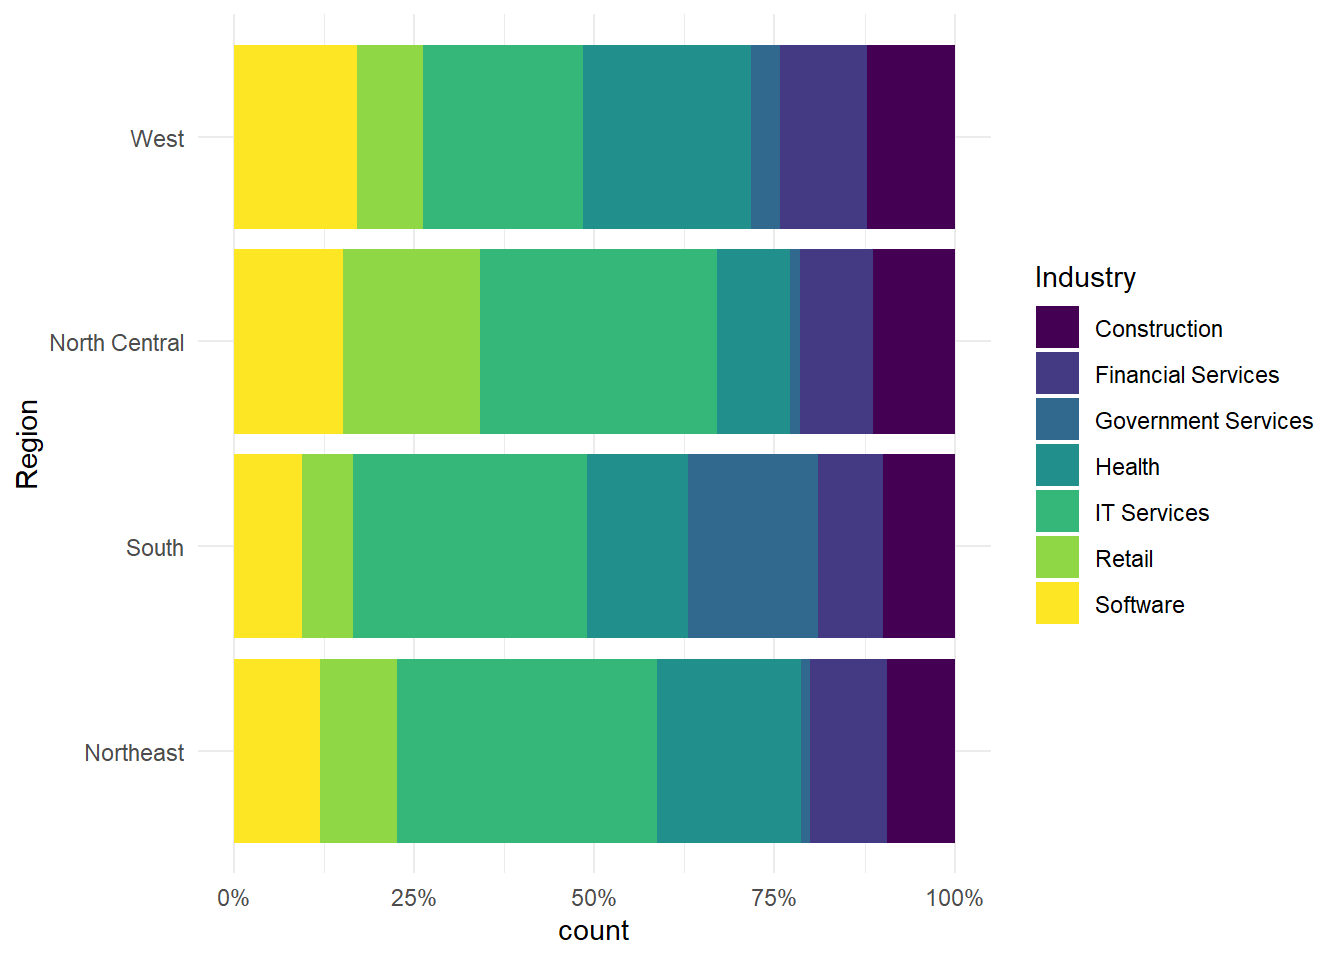 West
North Central
South
Northeast
Region
0% 25% 50% 75% 100%
count
Industry
Construction
Financial Services
Government Services
Health
IT Services
Retail
Software